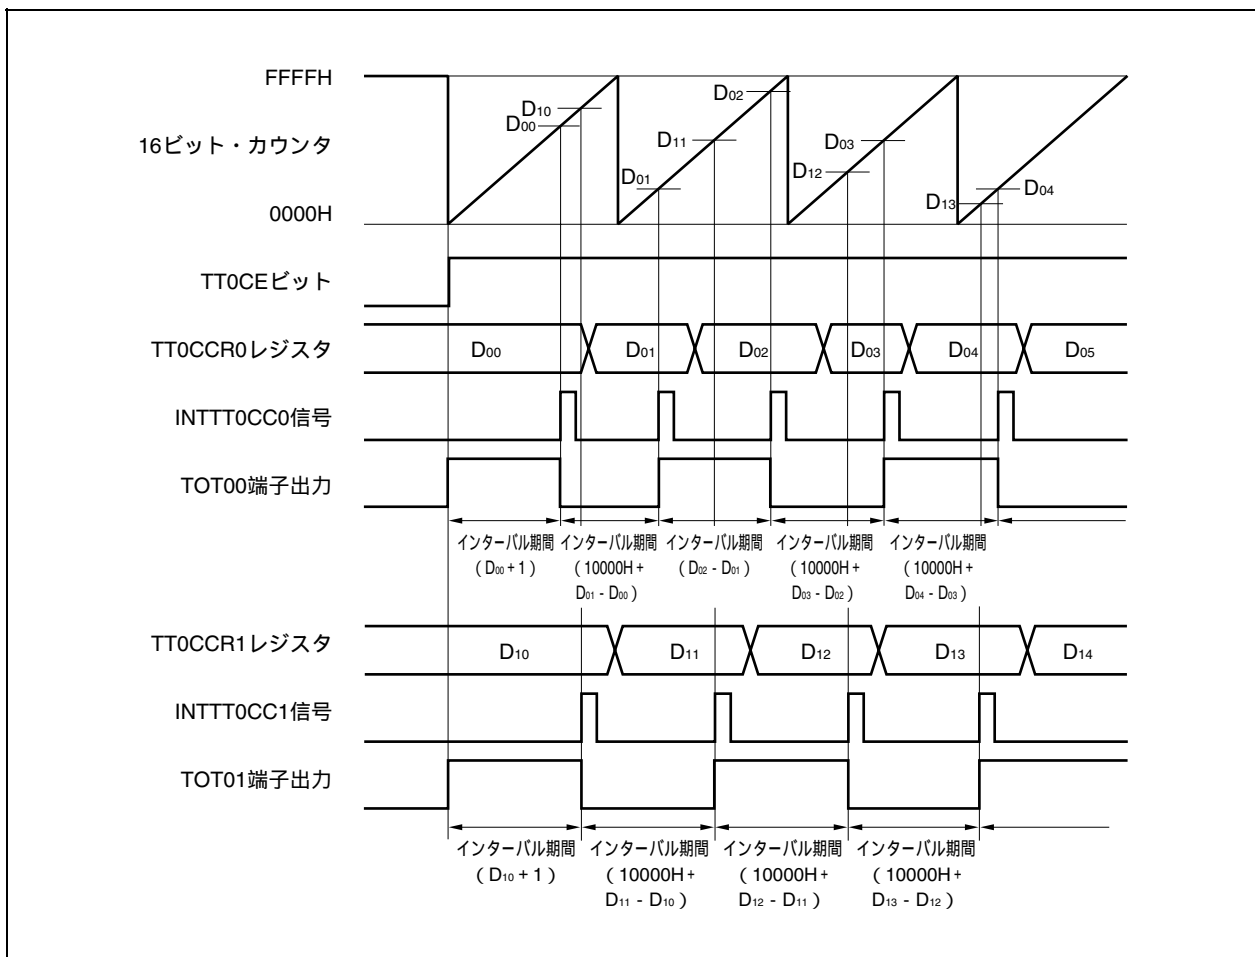 FFFFH
D10
D00
D02
16ビット・カウンタ
D11
D03
D12
D01
D04
D13
0000H
TT0CEビット
TT0CCR0レジスタ
D00
D01
D02
D03
D04
D05
INTTT0CC0信号
TOT00端子出力
インターバル期間
(D00 + 1)
インターバル期間
(10000H +
D01 - D00)
インターバル期間
(D02 - D01)
インターバル期間
(10000H +
D03 - D02)
インターバル期間
(10000H +
D04 - D03)
TT0CCR1レジスタ
D10
D11
D12
D13
D14
INTTT0CC1信号
TOT01端子出力
インターバル期間
(D10 + 1)
インターバル期間
(10000H +
D11 - D10)
インターバル期間
(10000H +
D12 - D11)
インターバル期間
(10000H +
D13 - D12)